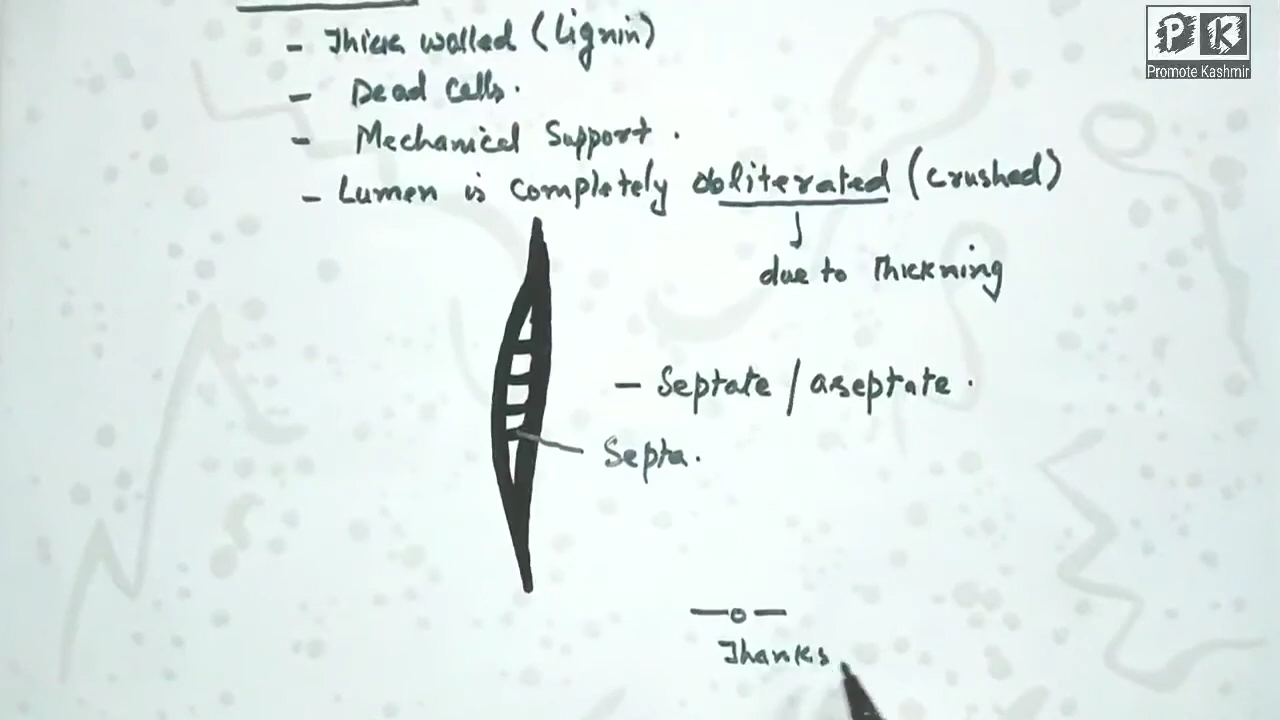 PK
Promote Kashmir
- Thick walled (Lignin)
- Dead Cells.
- Mechanical Support.
- Lumen is completely obliterated (crushed)
due to Thickning
- Septate / aseptate.
Septa.
Thanks